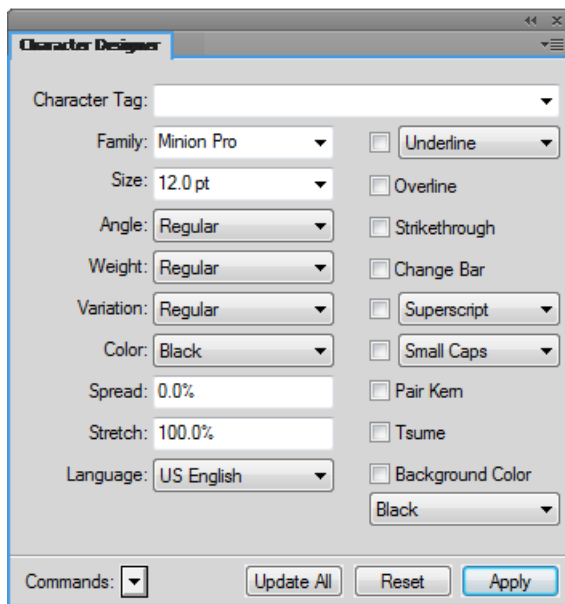 Character Designer
Character Tag:
Family: Minion Pro
Underline
Size: 12.0 pt
Overline
Angle: Regular
Strikethrough
Weight: Regular
Change Bar
Variation: Regular
Superscript
Color: Black
Small Caps
Spread: 0.0%
Pair Kern
Stretch: 100.0%
Tsume
Language: US English
Background Color
Black
Commands:
Update All
Reset
Apply